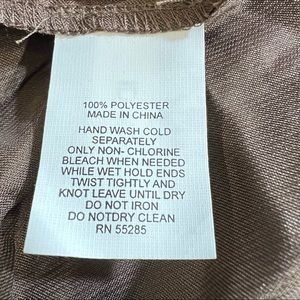 100% POLYESTER
MADE IN CHINA
HAND WASH COLD
SEPARATELY
ONLY NON- CHLORINE
BLEACH WHEN NEEDED
WHILE WET HOLD ENDS
TWIST TIGHTLY AND
KNOT LEAVE UNTIL DRY
DO NOT IRON
DO NOTDRY CLEAN
RN 55285